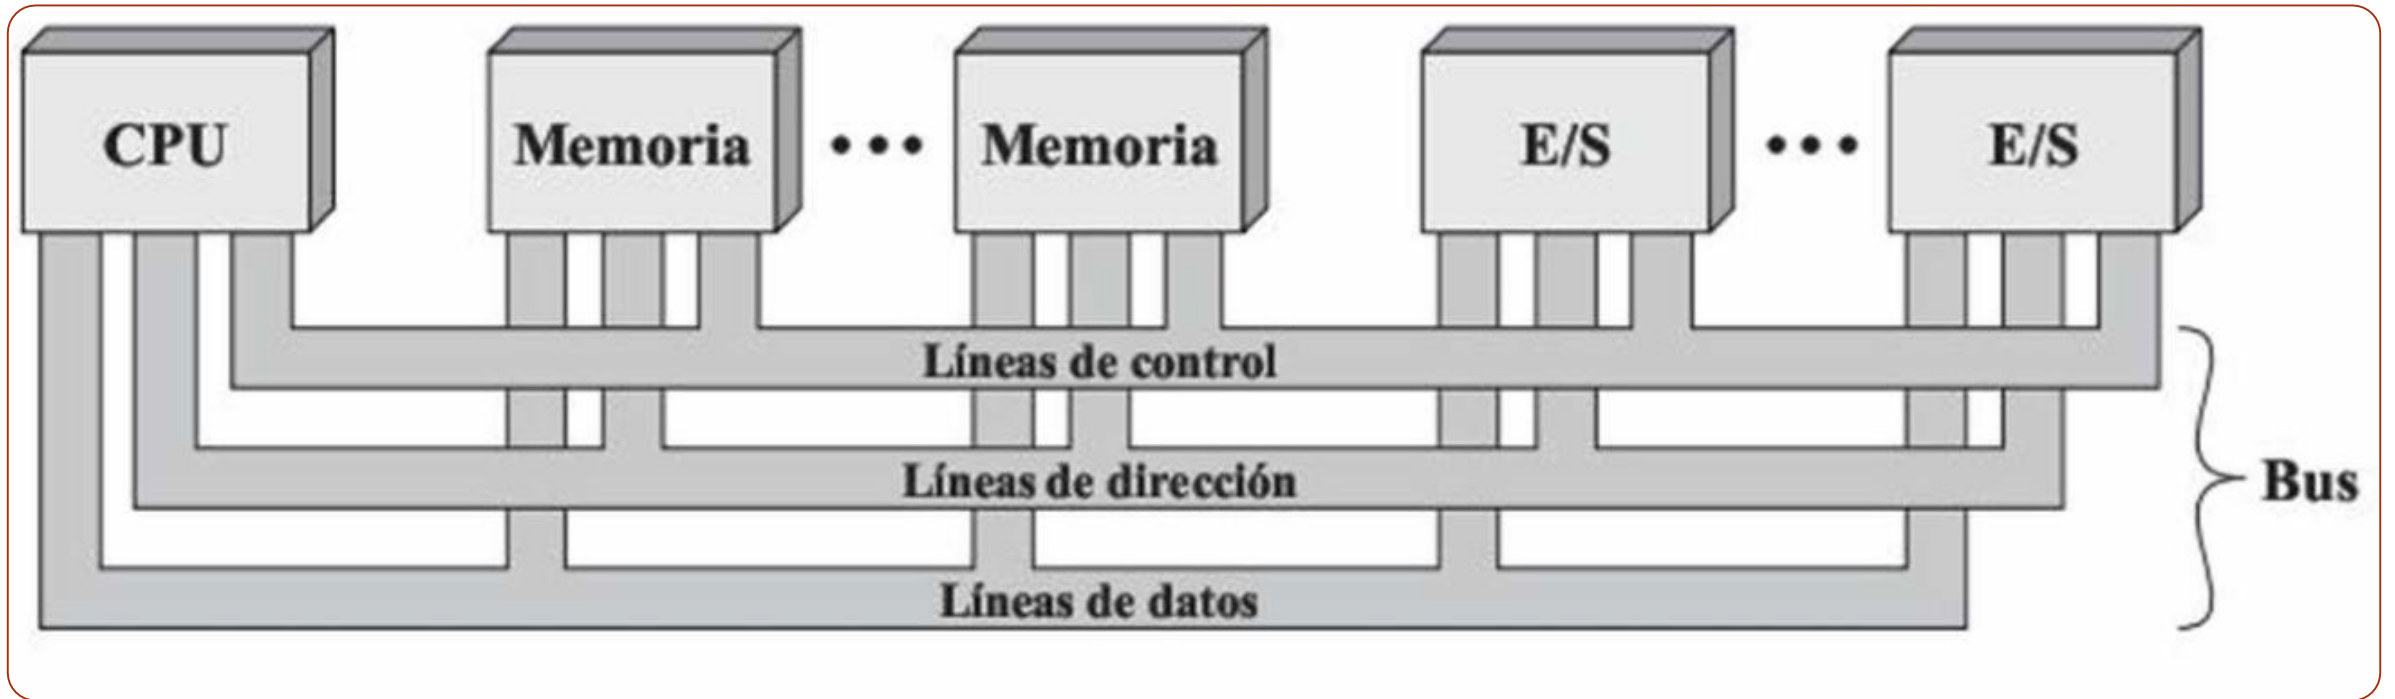 CPU
Memoria
Memoria
E/S
E/S
Líneas de control
Líneas de dirección
Bus
Líneas de datos